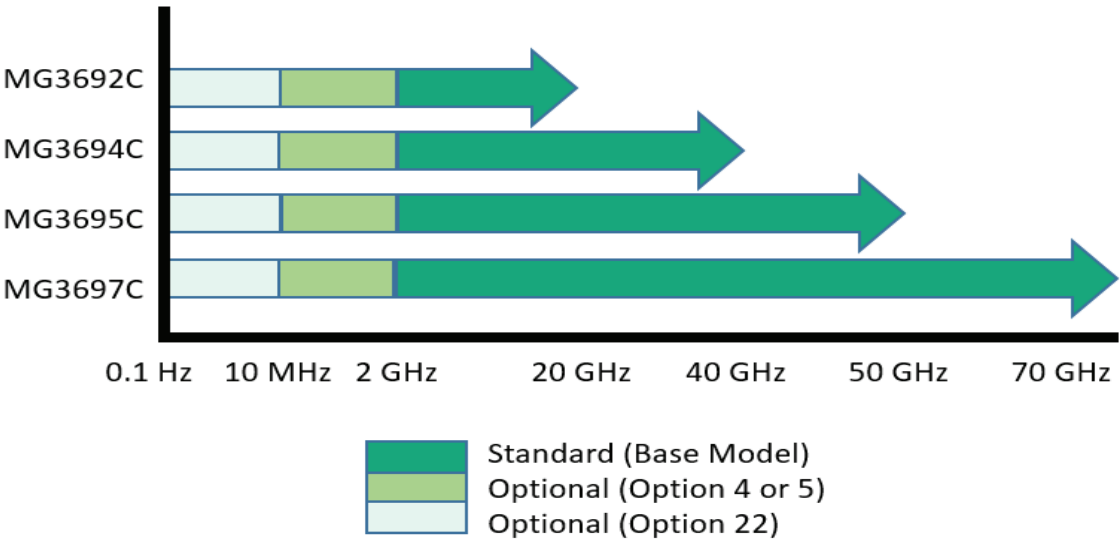 MG3692C
MG3694C
MG3695C
MG3697C
0.1 Hz 10 MHz 2 GHz 20 GHz 40 GHz 50 GHz 70 GHz
Standard (Base Model)
Optional (Option 4 or 5)
Optional (Option 22)